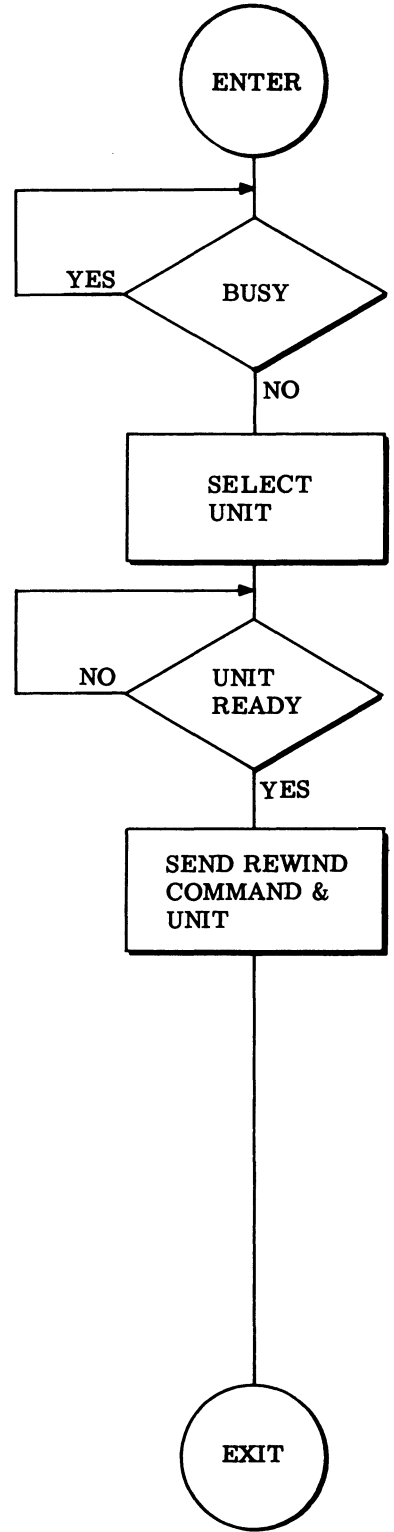 ENTER
YES
BUSY
NO
SELECT
UNIT
NO
UNIT
READY
YES
SEND REWIND
COMMAND &
UNIT
EXIT